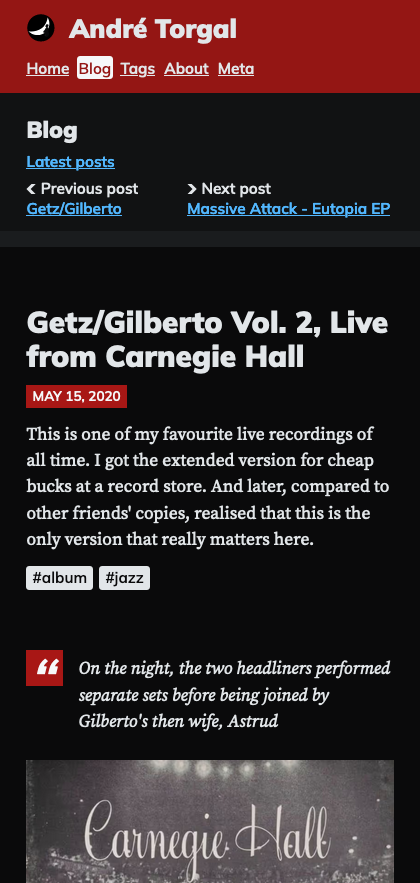 André Torgal
Home Blog Tags About Meta
Blog
Latest posts
Previous post
Getz/Gilberto
Next post
Massive Attack - Eutopia EP
Getz/Gilberto Vol. 2, Live
from Carnegie Hall
MAY 15, 2020
This is one of my favourite live recordings of
all time. I got the extended version for cheap
bucks at a record store. And later, compared to
other friends' copies, realised that this is the
only version that really matters here.
#album #jazz
On the night, the two headliners performed
separate sets before being joined by
Gilberto's then wife, Astrud
Carnegie Hall